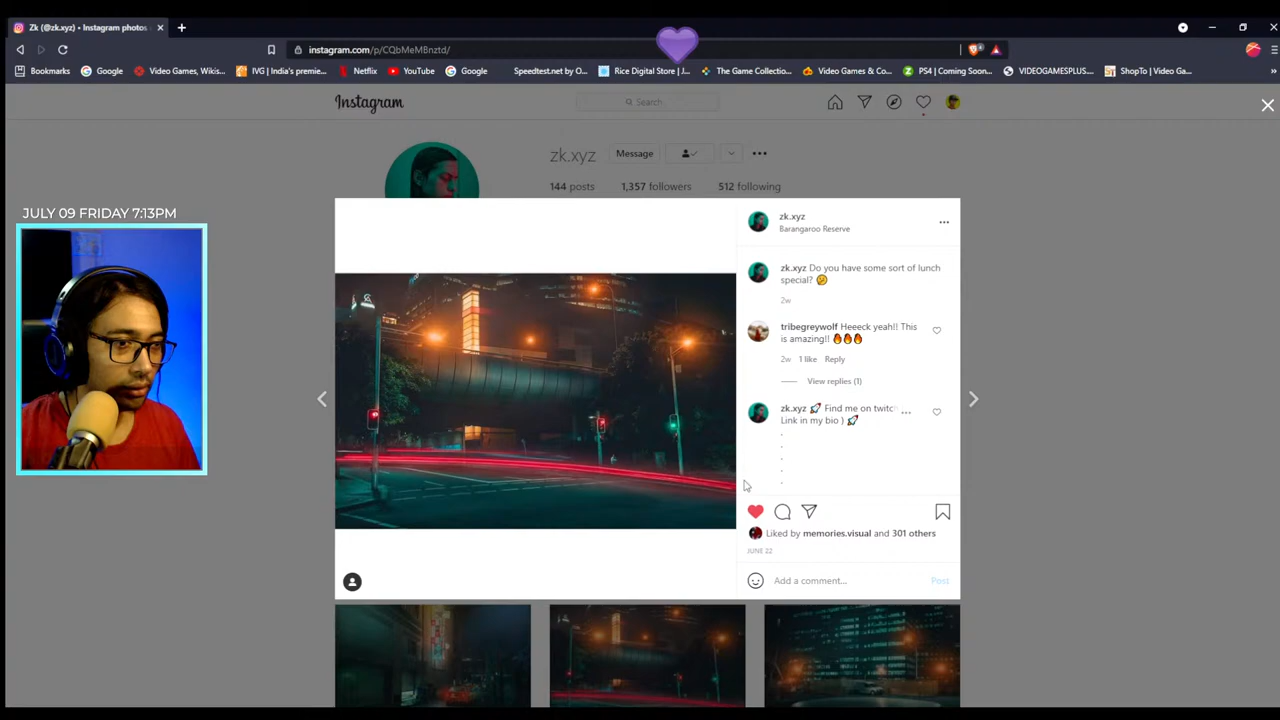 Zk (@zk.xyz) • Instagram photos
instagram.com/p/CQbMeMBnztd/
Bookmarks
Google
Video Games, Wikis...
IVG | India's premie...
Netflix
YouTube
Google
Speedtest.net by O...
Rice Digital Store | J...
The Game Collectio...
Video Games & Co...
PS4 | Coming Soon...
VIDEOGAMESPLUS...
ShopTo | Video Ga...
Instagram
Search
zk.xyz
Message
144 posts
1,357 followers
512 following
JULY 09 FRIDAY 7:13PM
zk.xyz
Barangaroo Reserve
zk.xyz Do you have some sort of lunch
special? 🤔
2w
tribegreywolf Heeeck yeah!! This
is amazing!! 🔥🔥🔥
2w 1 like Reply
View replies (1)
zk.xyz 🚀 Find me on twitc
Link in my bio ) 🚀
.
.
.
.
.
Liked by memories.visual and 301 others
JUNE 22
Add a comment...
Post